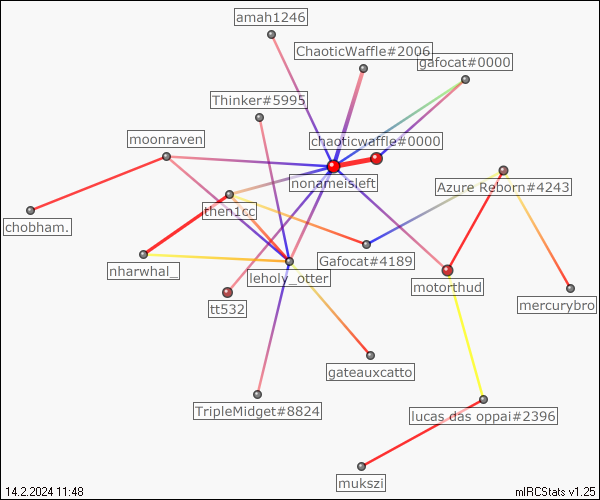 amah1246
ChaoticWaffle#2006
gafocat#0000
Thinker#5995
chaoticwaffle#0000
moonraven
nonameisleft
Azure Reborn#4243
then1cc
chobham.
Gafocat#4189
nharwhal_
leholy_otter
motorthud
tt532
mercurybro
gateauxcatto
TripleMidget#8824
lucas das oppai#2396
mukszi
14.2.2024 11:48
mIRCStats v1.25